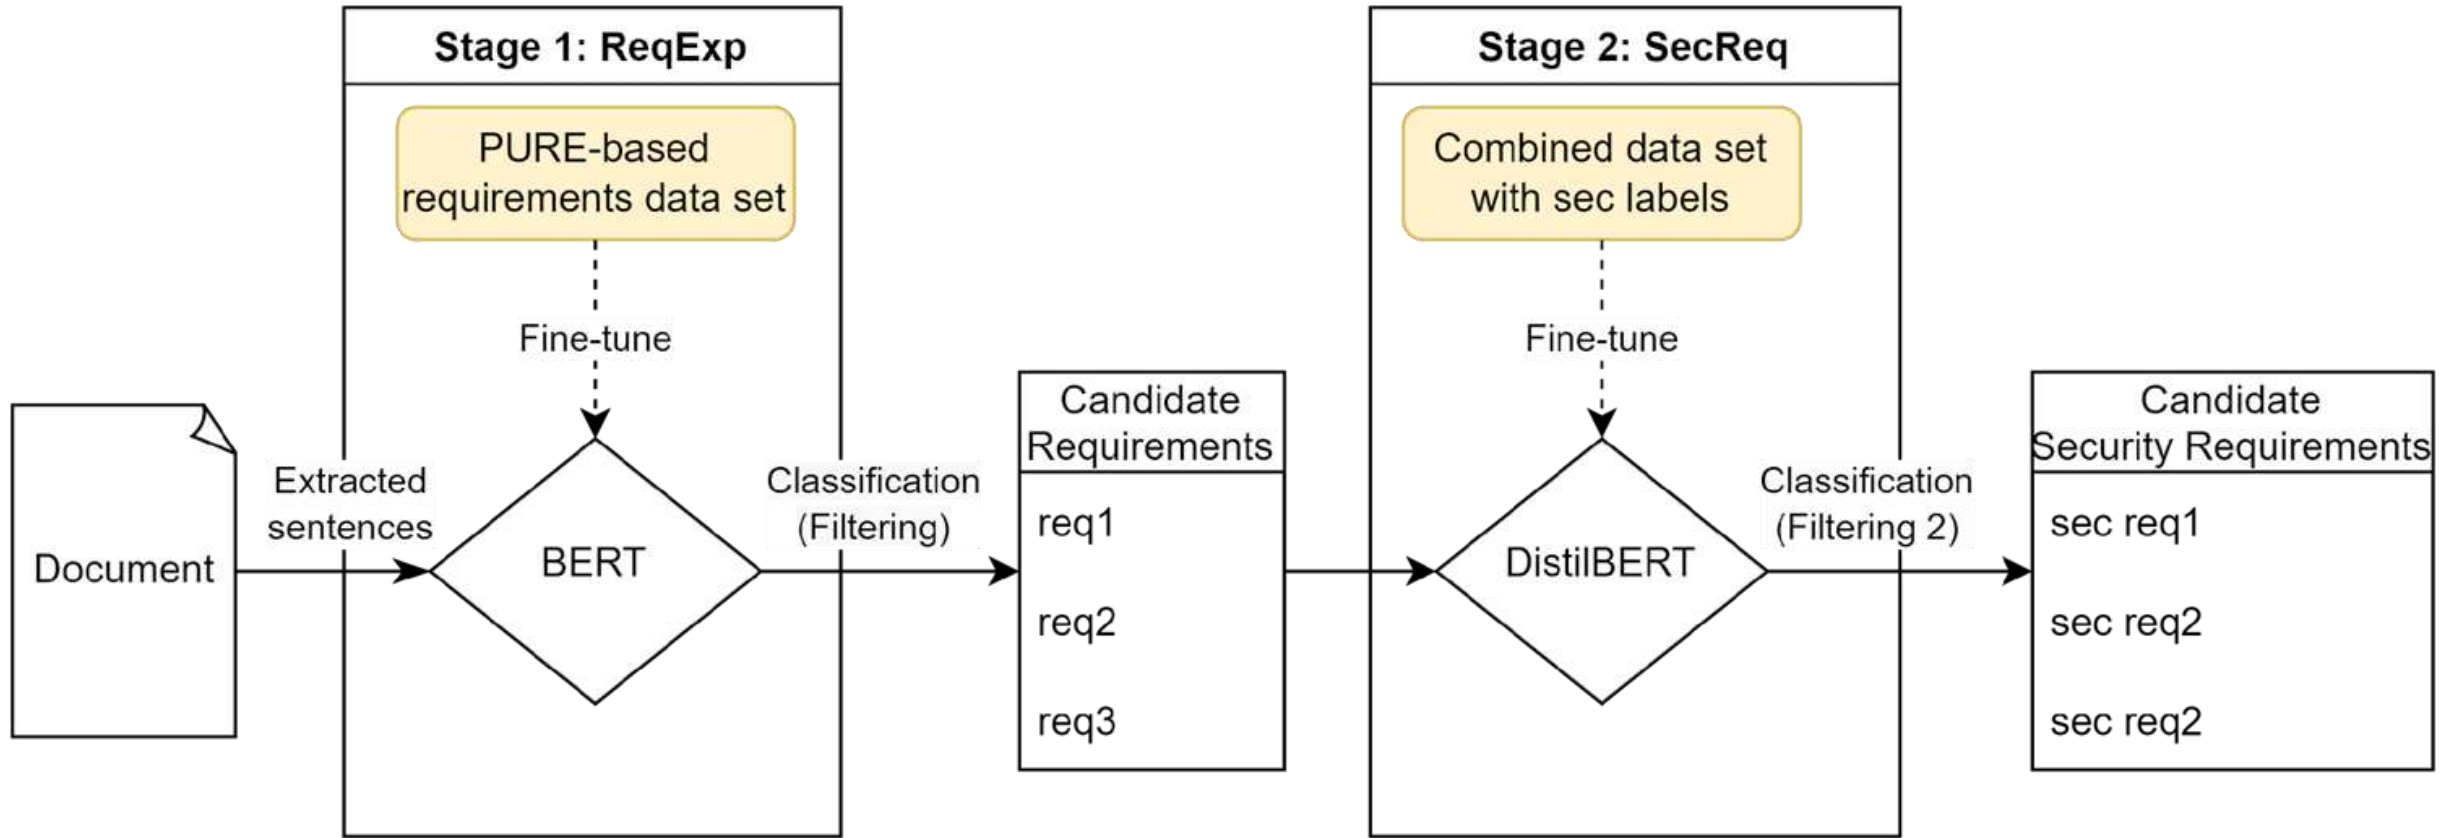 Stage 1: ReqExp
PURE-based
requirements data set
Fine-tune
Document
Extracted
sentences
BERT
Classification
(Filtering)
Candidate
Requirements
req1
req2
req3
Stage 2: SecReq
Combined data set
with sec labels
Fine-tune
DistilBERT
Classification
(Filtering 2)
Candidate
Security Requirements
sec req1
sec req2
sec req2